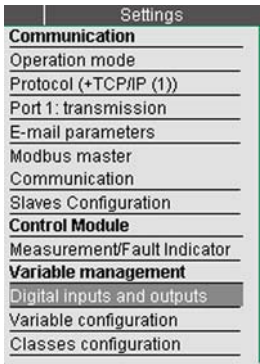 Settings
Communication
Operation mode
Protocol (+TCP/IP (1))
Port 1: transmission
E-mail parameters
Modbus master
Communication
Slaves Configuration
Control Module
Measurement/Fault Indicator
Variable management
Digital inputs and outputs
Variable configuration
Classes configuration